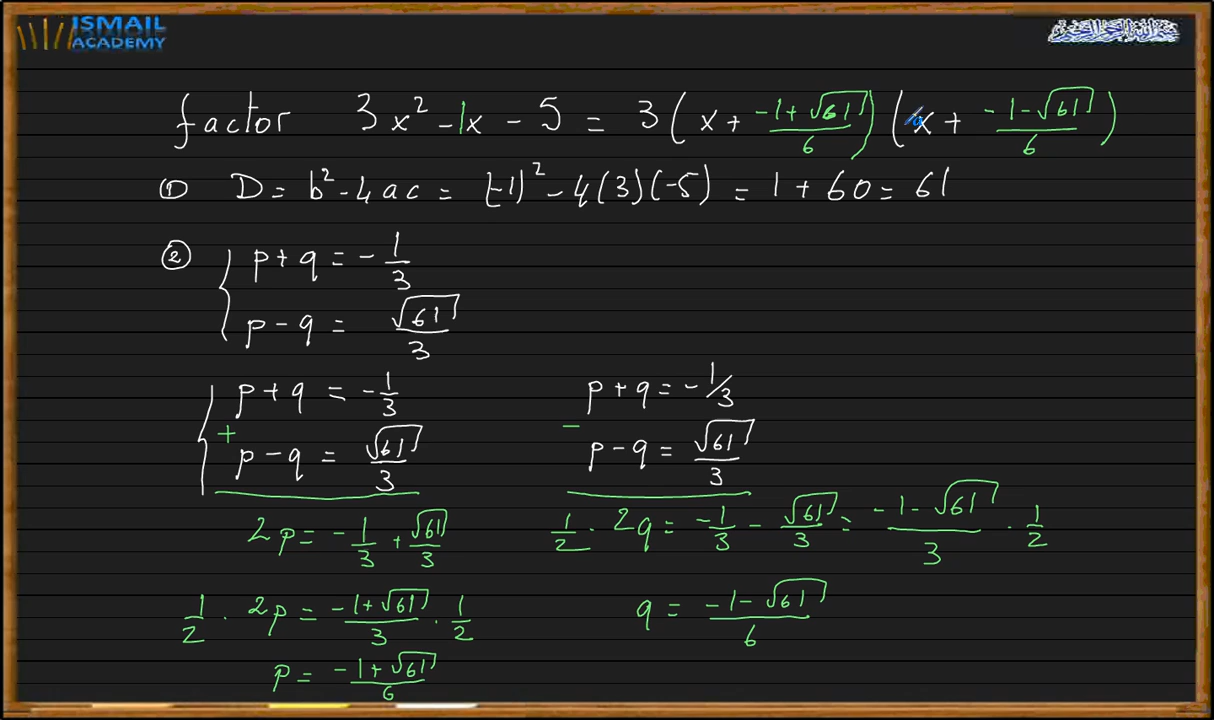 ISMAIL
ACADEMY
factor 3x² - 1x - 5 = 3(x + (-1+√61)/6)(x + (-1-√61)/6)
① D = b² - 4ac = (-1)² - 4(3)(-5) = 1 + 60 = 61
② p + q = -1/3
p - q = √61/3
p + q = -1/3
+
p - q = √61/3
2p = -1/3 + √61/3
1/2 · 2p = (-1+√61)/3 · 1/2
p = (-1+√61)/6
p + q = -1/3
-
p - q = √61/3
1/2 · 2q = -1/3 - √61/3 = (-1-√61)/3 · 1/2
q = (-1-√61)/6